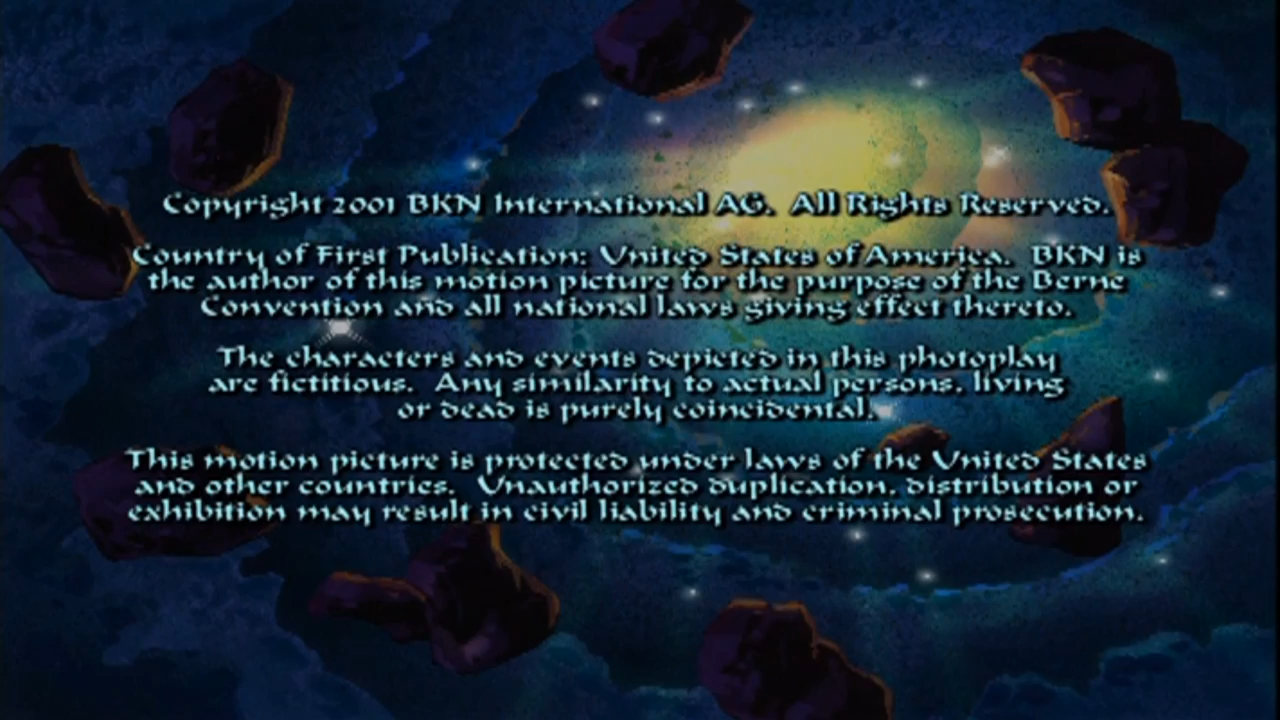 Copyright 2001 BKN International AG.  All Rights Reserved.
Country of First Publication: United States of America.  BKN is
the author of this motion picture for the purpose of the Berne
Convention and all national laws giving effect thereto.
The characters and events depicted in this photoplay
are fictitious.  Any similarity to actual persons, living
or dead is purely coincidental.
This motion picture is protected under laws of the United States
and other countries.  Unauthorized duplication, distribution or
exhibition may result in civil liability and criminal prosecution.